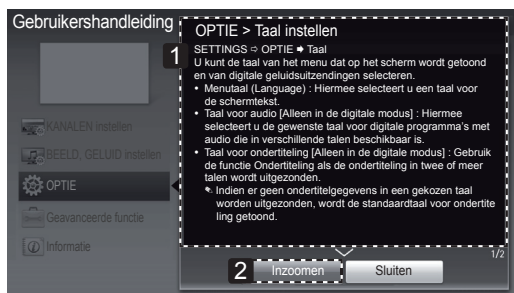 Gebruikershandleiding
KANALEN instellen
BEELD, GELUID instellen
OPTIE
Geavanceerde functie
Informatie
1
OPTIE > Taal instellen
SETTINGS ⇨ OPTIE ➡ Taal
U kunt de taal van het menu dat op het scherm wordt getoond
en van digitale geluidsuitzendingen selecteren.
• Menutaal (Language) : Hiermee selecteert u een taal voor
de schermtekst.
• Taal voor audio [Alleen in de digitale modus] : Hiermee
selecteert u de gewenste taal voor digitale programma's met
audio die in verschillende talen beschikbaar is.
• Taal voor ondertiteling [Alleen in de digitale modus] : Gebruik
de functie Ondertiteling als de ondertiteling in twee of meer
talen wordt uitgezonden.
✎ Indien er geen ondertitelgegevens in een gekozen taal
worden uitgezonden, wordt de standaardtaal voor ondertite
ling getoond.
1/2
2
Inzoomen
Sluiten